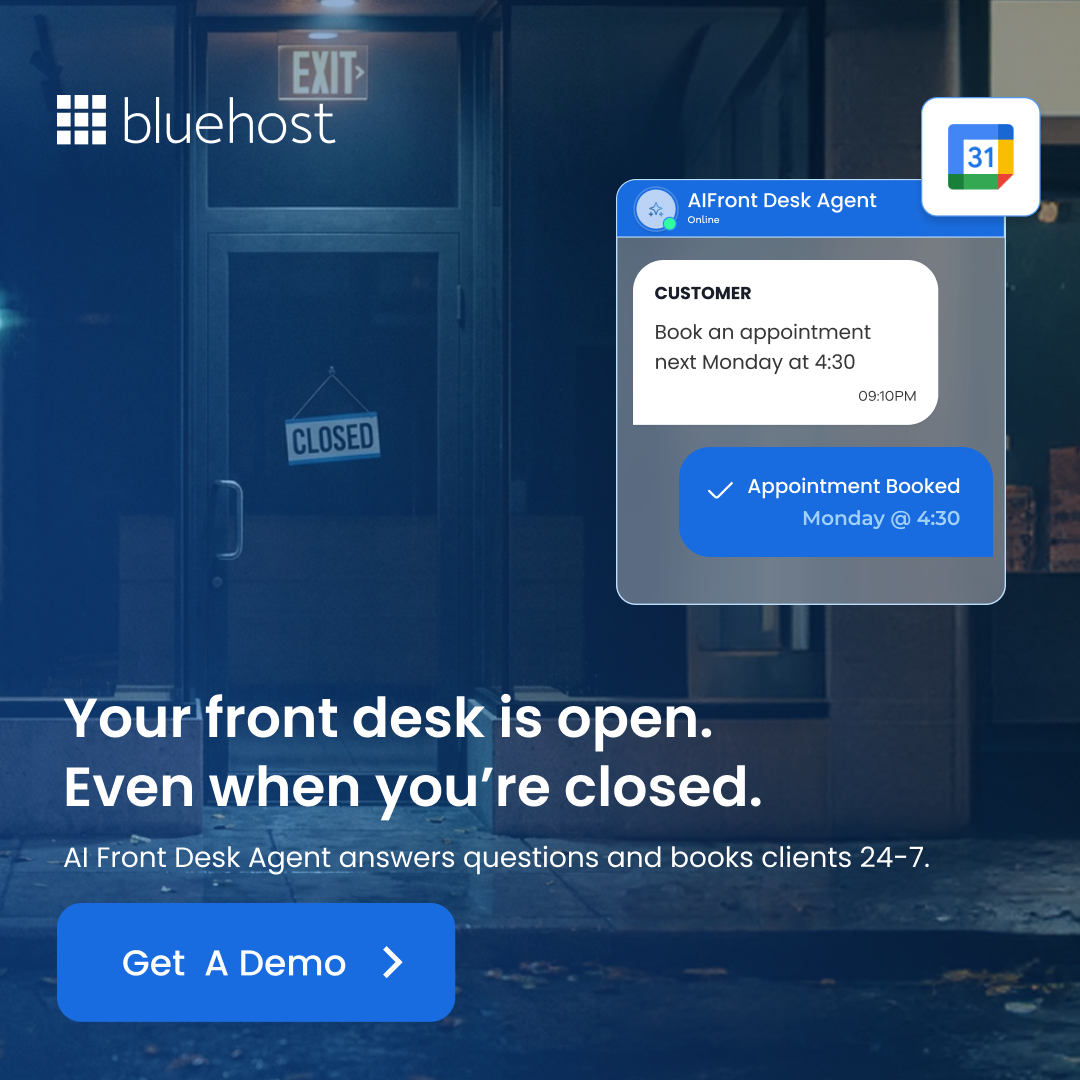 EXIT
bluehost
31
AIFront Desk Agent
Online
CUSTOMER
Book an appointment
next Monday at 4:30
09:10PM
CLOSED
Appointment Booked
Monday @ 4:30
Your front desk is open.
Even when you’re closed.
AI Front Desk Agent answers questions and books clients 24-7.
Get  A Demo